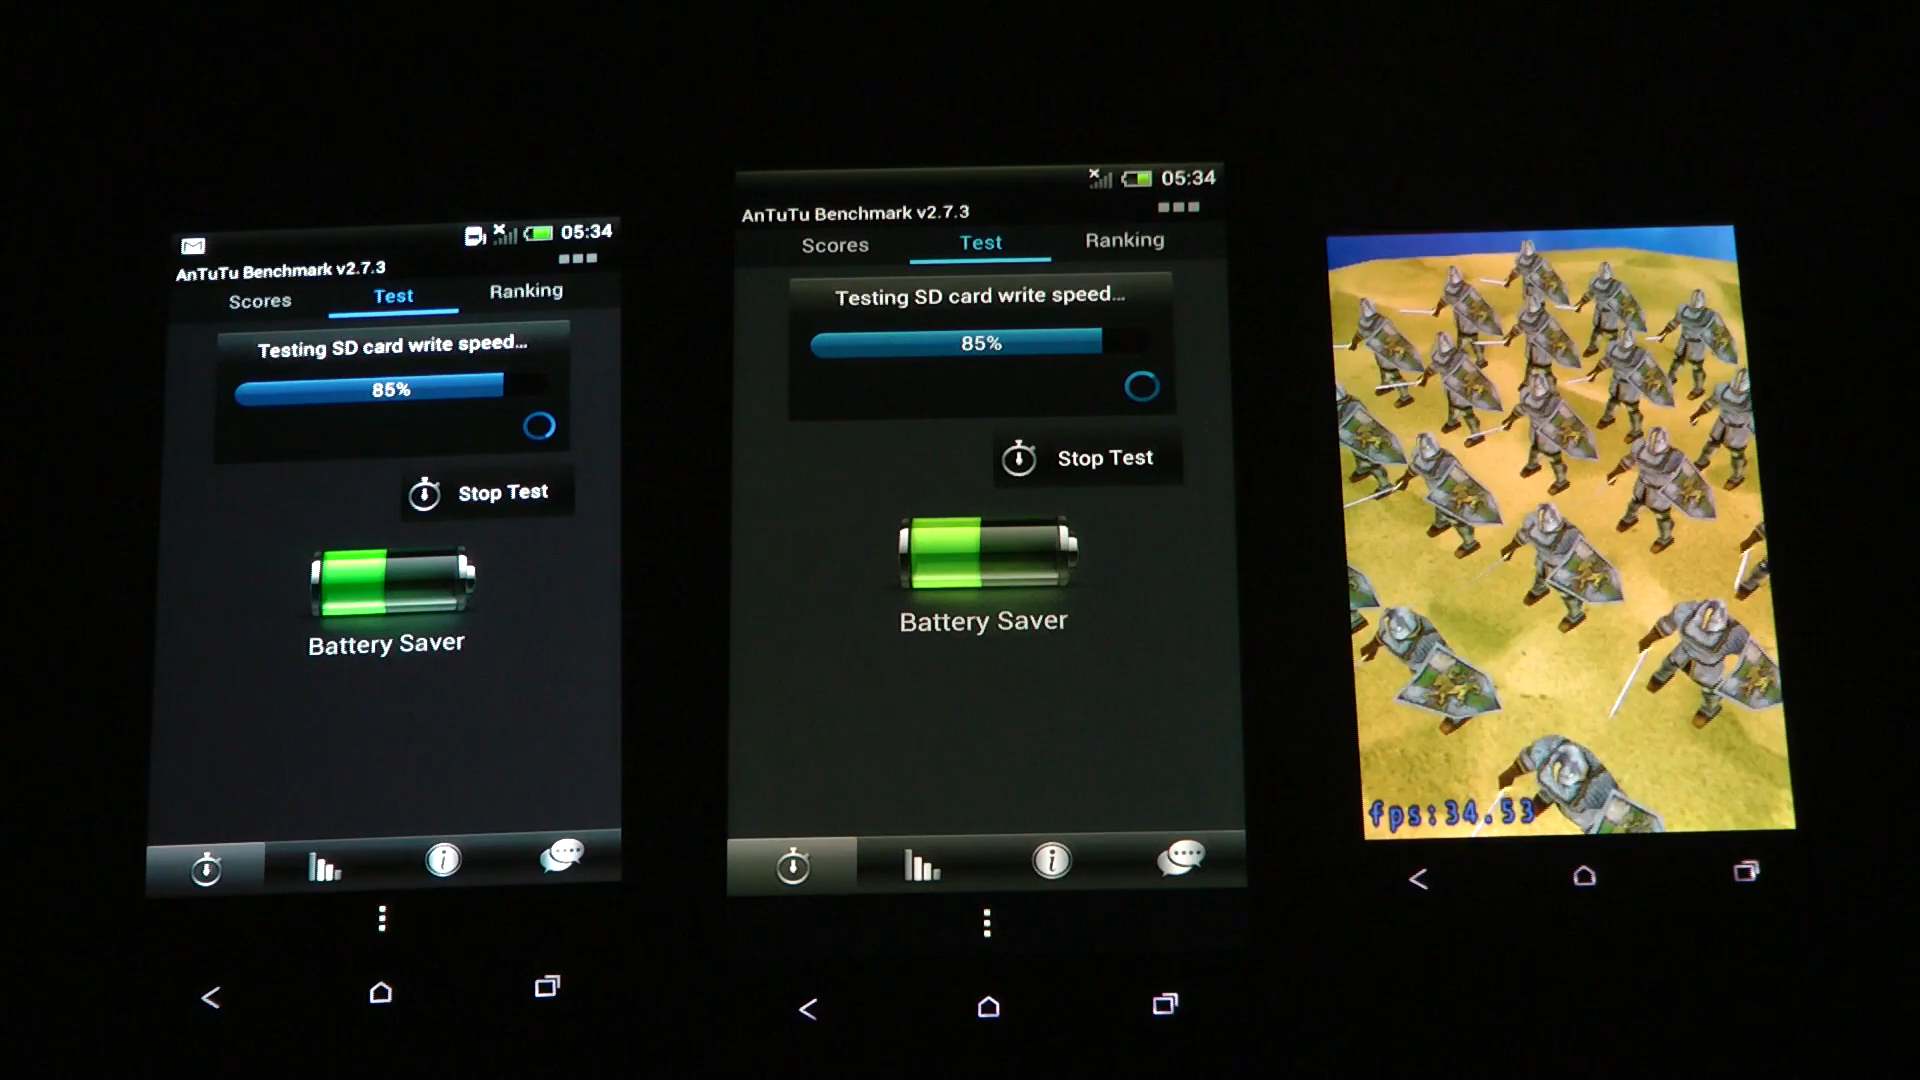 05:34
AnTuTu Benchmark v2.7.3
Scores Test Ranking
Testing SD card write speed...
85%
Stop Test
Battery Saver
05:34
AnTuTu Benchmark v2.7.3
Scores Test Ranking
Testing SD card write speed...
85%
Stop Test
Battery Saver
fps:34.53